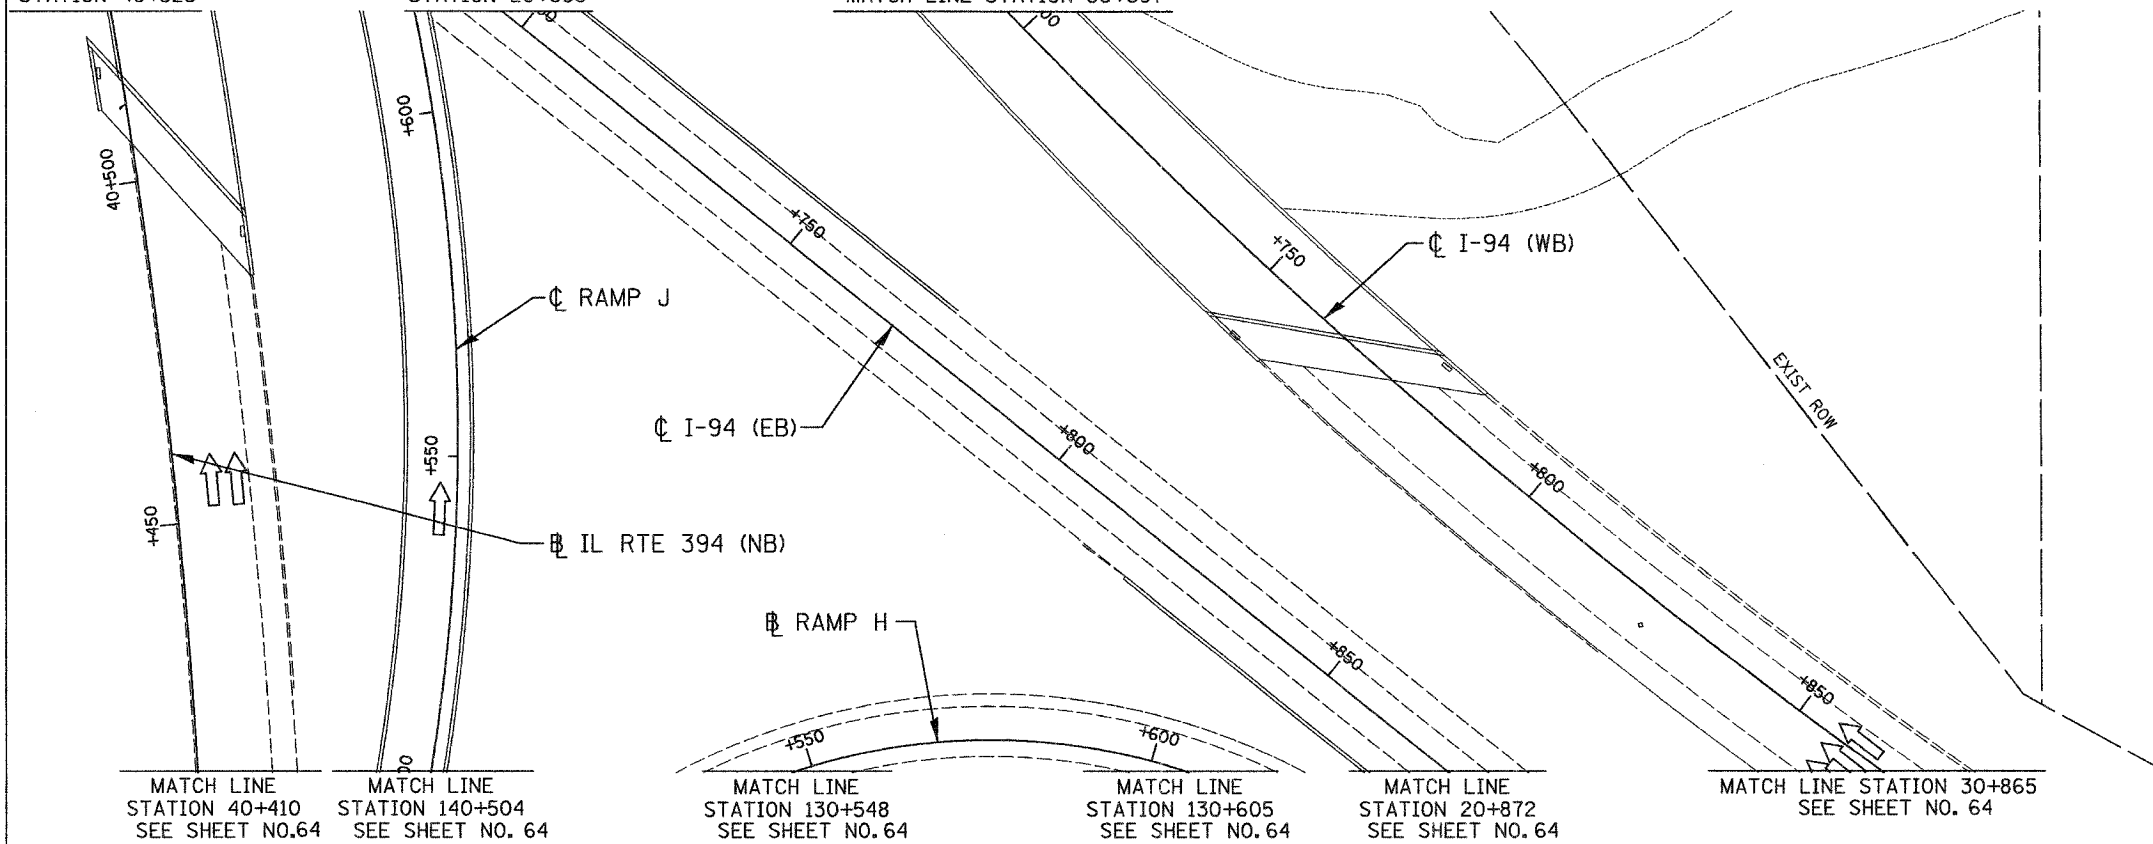 +600
40+500
+750
+750
℄ I-94 (WB)
℄ RAMP J
EXIST ROW
℄ I-94 (EB)
+800
+550
+800
+450
BL IL RTE 394 (NB)
BL RAMP H
+850
+850
+550
+600
MATCH LINE
STATION 40+410
SEE SHEET NO.64
MATCH LINE
STATION 140+504
SEE SHEET NO. 64
MATCH LINE
STATION 130+548
SEE SHEET NO.64
MATCH LINE
STATION 130+605
SEE SHEET NO.64
MATCH LINE
STATION 20+872
SEE SHEET NO.64
MATCH LINE STATION 30+865
SEE SHEET NO. 64